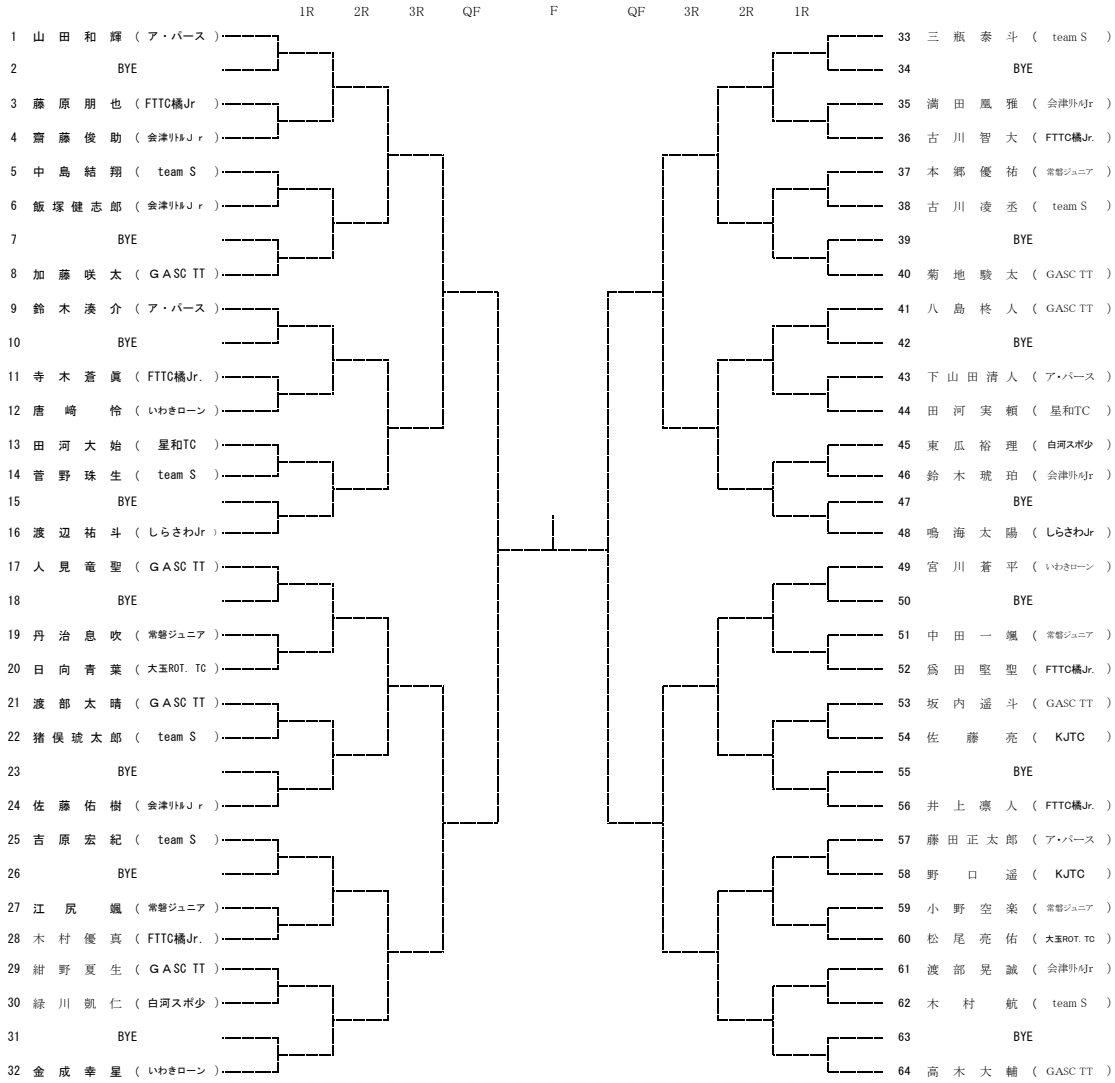 1R 2R 3R QF F QF 3R 2R 1R
1 山田和輝 ( ア・パース )
2 BYE
3 藤原朋也 ( FTTC橘Jr )
4 齋藤俊助 ( 会津リトルJr )
5 中島結翔 ( team S )
6 飯塚健志郎 ( 会津リトルJr )
7 BYE
8 加藤咲太 ( GASC TT )
9 鈴木湊介 ( ア・パース )
10 BYE
11 寺木蒼眞 ( FTTC橘Jr. )
12 唐﨑怜 ( いわきローン )
13 田河大始 ( 星和TC )
14 菅野珠生 ( team S )
15 BYE
16 渡辺祐斗 ( しらさわJr )
17 人見竜聖 ( GASC TT )
18 BYE
19 丹治息吹 ( 常磐ジュニア )
20 日向青葉 ( 大玉ROT. TC )
21 渡部太晴 ( GASC TT )
22 猪俣琥太郎 ( team S )
23 BYE
24 佐藤佑樹 ( 会津リトルJr )
25 吉原宏紀 ( team S )
26 BYE
27 江尻颯 ( 常磐ジュニア )
28 木村優真 ( FTTC橘Jr. )
29 紺野夏生 ( GASC TT )
30 緑川凱仁 ( 白河スポ少 )
31 BYE
32 金成幸星 ( いわきローン )
33 三瓶泰斗 ( team S )
34 BYE
35 満田凰雅 ( 会津リトルJr )
36 古川智大 ( FTTC橘Jr. )
37 本郷優祐 ( 常磐ジュニア )
38 古川凌丞 ( team S )
39 BYE
40 菊地駿太 ( GASC TT )
41 八島柊人 ( GASC TT )
42 BYE
43 下山田清人 ( ア・パース )
44 田河実頼 ( 星和TC )
45 東瓜裕理 ( 白河スポ少 )
46 鈴木琥珀 ( 会津リトルJr )
47 BYE
48 鳴海太陽 ( しらさわJr )
49 宮川蒼平 ( いわきローン )
50 BYE
51 中田一颯 ( 常磐ジュニア )
52 爲田堅聖 ( FTTC橘Jr. )
53 坂内遥斗 ( GASC TT )
54 佐藤亮 ( KJTC )
55 BYE
56 井上凛人 ( FTTC橘Jr. )
57 藤田正太郎 ( ア・パース )
58 野口遥 ( KJTC )
59 小野空楽 ( 常磐ジュニア )
60 松尾亮佑 ( 大玉ROT. TC )
61 渡部晃誠 ( 会津リトルJr )
62 木村航 ( team S )
63 BYE
64 高木大輔 ( GASC TT )